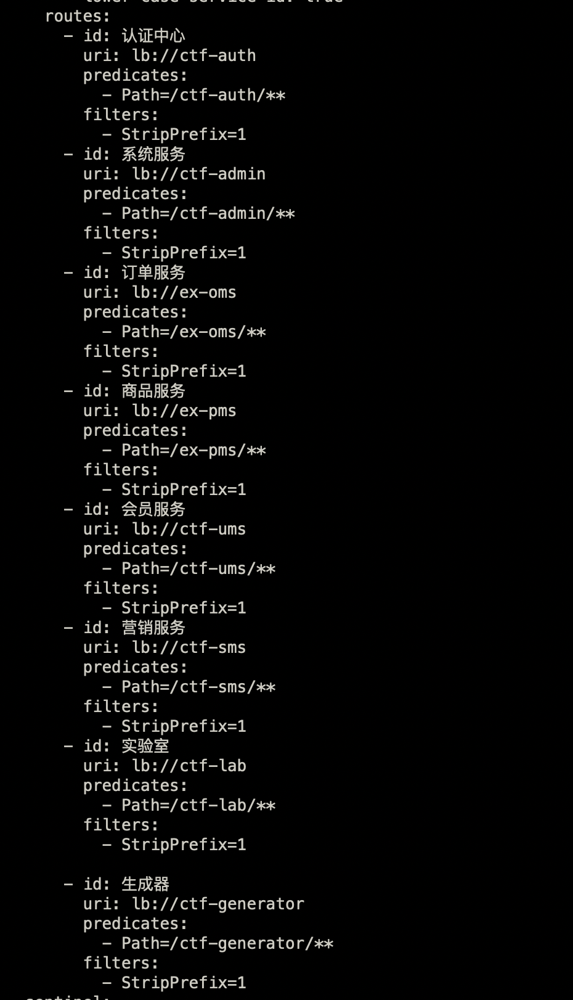 lower-case-service-id: true
routes:
- id: 认证中心
uri: lb://ctf-auth
predicates:
- Path=/ctf-auth/**
filters:
- StripPrefix=1
- id: 系统服务
uri: lb://ctf-admin
predicates:
- Path=/ctf-admin/**
filters:
- StripPrefix=1
- id: 订单服务
uri: lb://ex-oms
predicates:
- Path=/ex-oms/**
filters:
- StripPrefix=1
- id: 商品服务
uri: lb://ex-pms
predicates:
- Path=/ex-pms/**
filters:
- StripPrefix=1
- id: 会员服务
uri: lb://ctf-ums
predicates:
- Path=/ctf-ums/**
filters:
- StripPrefix=1
- id: 营销服务
uri: lb://ctf-sms
predicates:
- Path=/ctf-sms/**
filters:
- StripPrefix=1
- id: 实验室
uri: lb://ctf-lab
predicates:
- Path=/ctf-lab/**
filters:
- StripPrefix=1
- id: 生成器
uri: lb://ctf-generator
predicates:
- Path=/ctf-generator/**
filters:
- StripPrefix=1
sentinel: